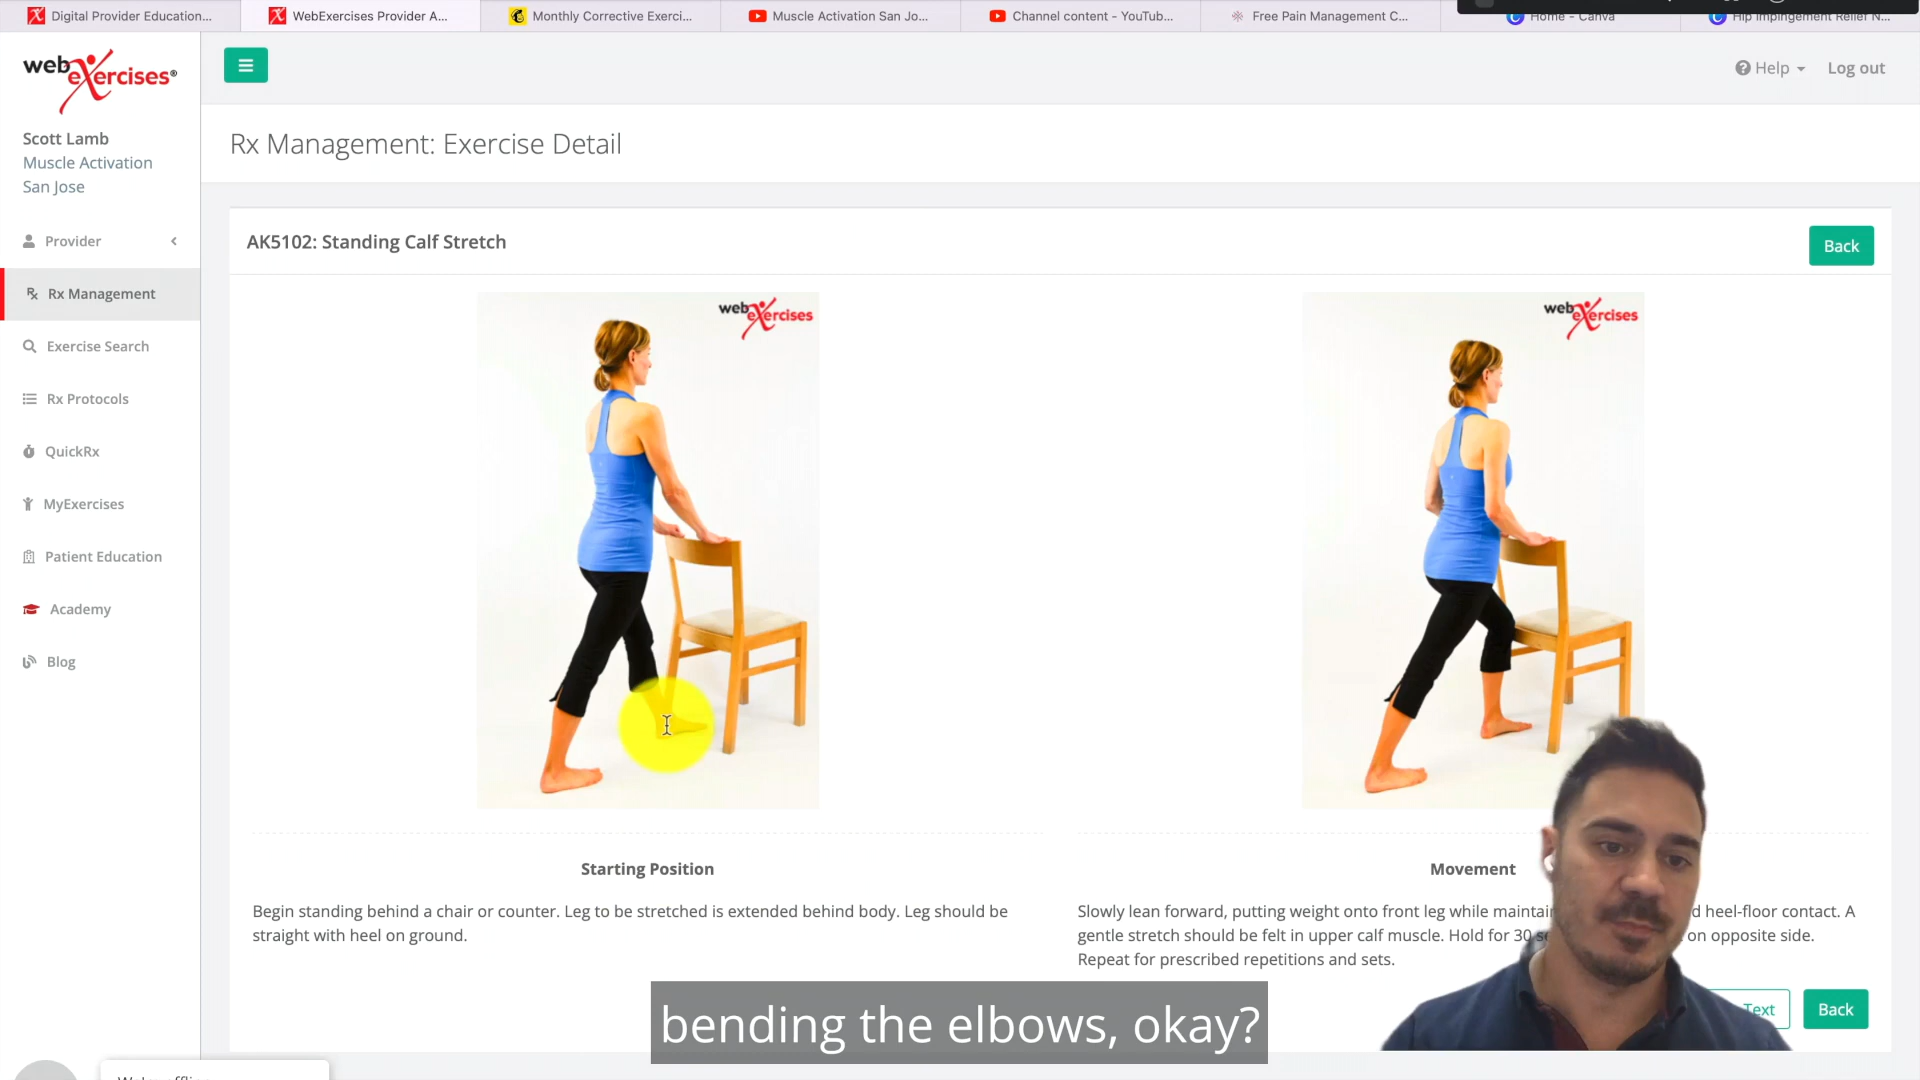 Digital Provider Education...
WebExercises Provider A...
Monthly Corrective Exerci...
Muscle Activation San Jo...
Channel content - YouTub...
Free Pain Management C...
Home - Canva
Hip Impingement Relief N...
webexercises®
Help
Log out
Scott Lamb
Muscle Activation
San Jose
Rx Management: Exercise Detail
Provider
Rx Management
Exercise Search
Rx Protocols
QuickRx
MyExercises
Patient Education
Academy
Blog
AK5102: Standing Calf Stretch
Back
webexercises
webexercises
Starting Position
Begin standing behind a chair or counter. Leg to be stretched is extended behind body. Leg should be
straight with heel on ground.
Movement
Slowly lean forward, putting weight onto front leg while maintain d heel-floor contact. A
gentle stretch should be felt in upper calf muscle. Hold for 30 se on opposite side.
Repeat for prescribed repetitions and sets.
Text
Back
bending the elbows, okay?